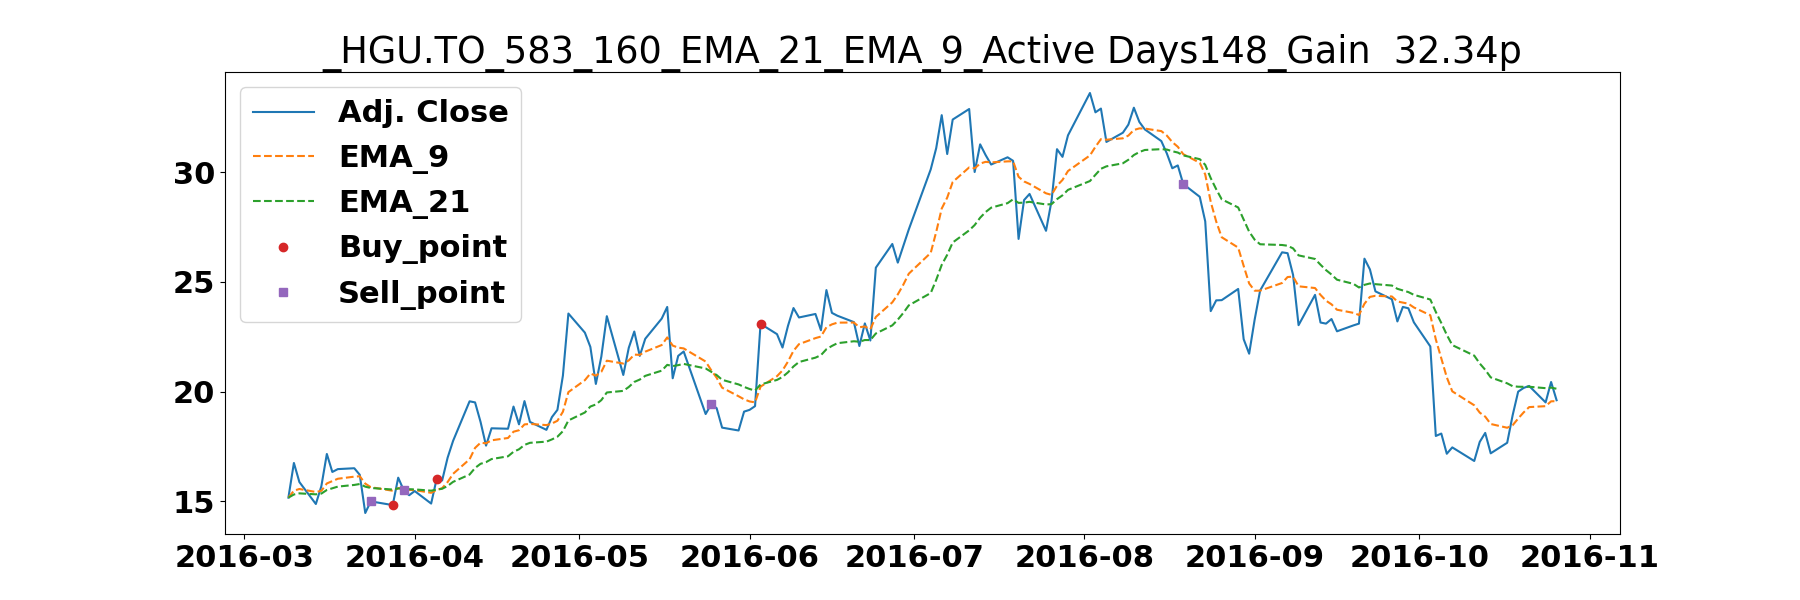 _HGU.TO_583_160_EMA_21_EMA_9_Active Days148_Gain  32.34p
Adj. Close
EMA_9
EMA_21
Buy_point
Sell_point
30
25
20
15
2016-03 2016-04 2016-05 2016-06 2016-07 2016-08 2016-09 2016-10 2016-11